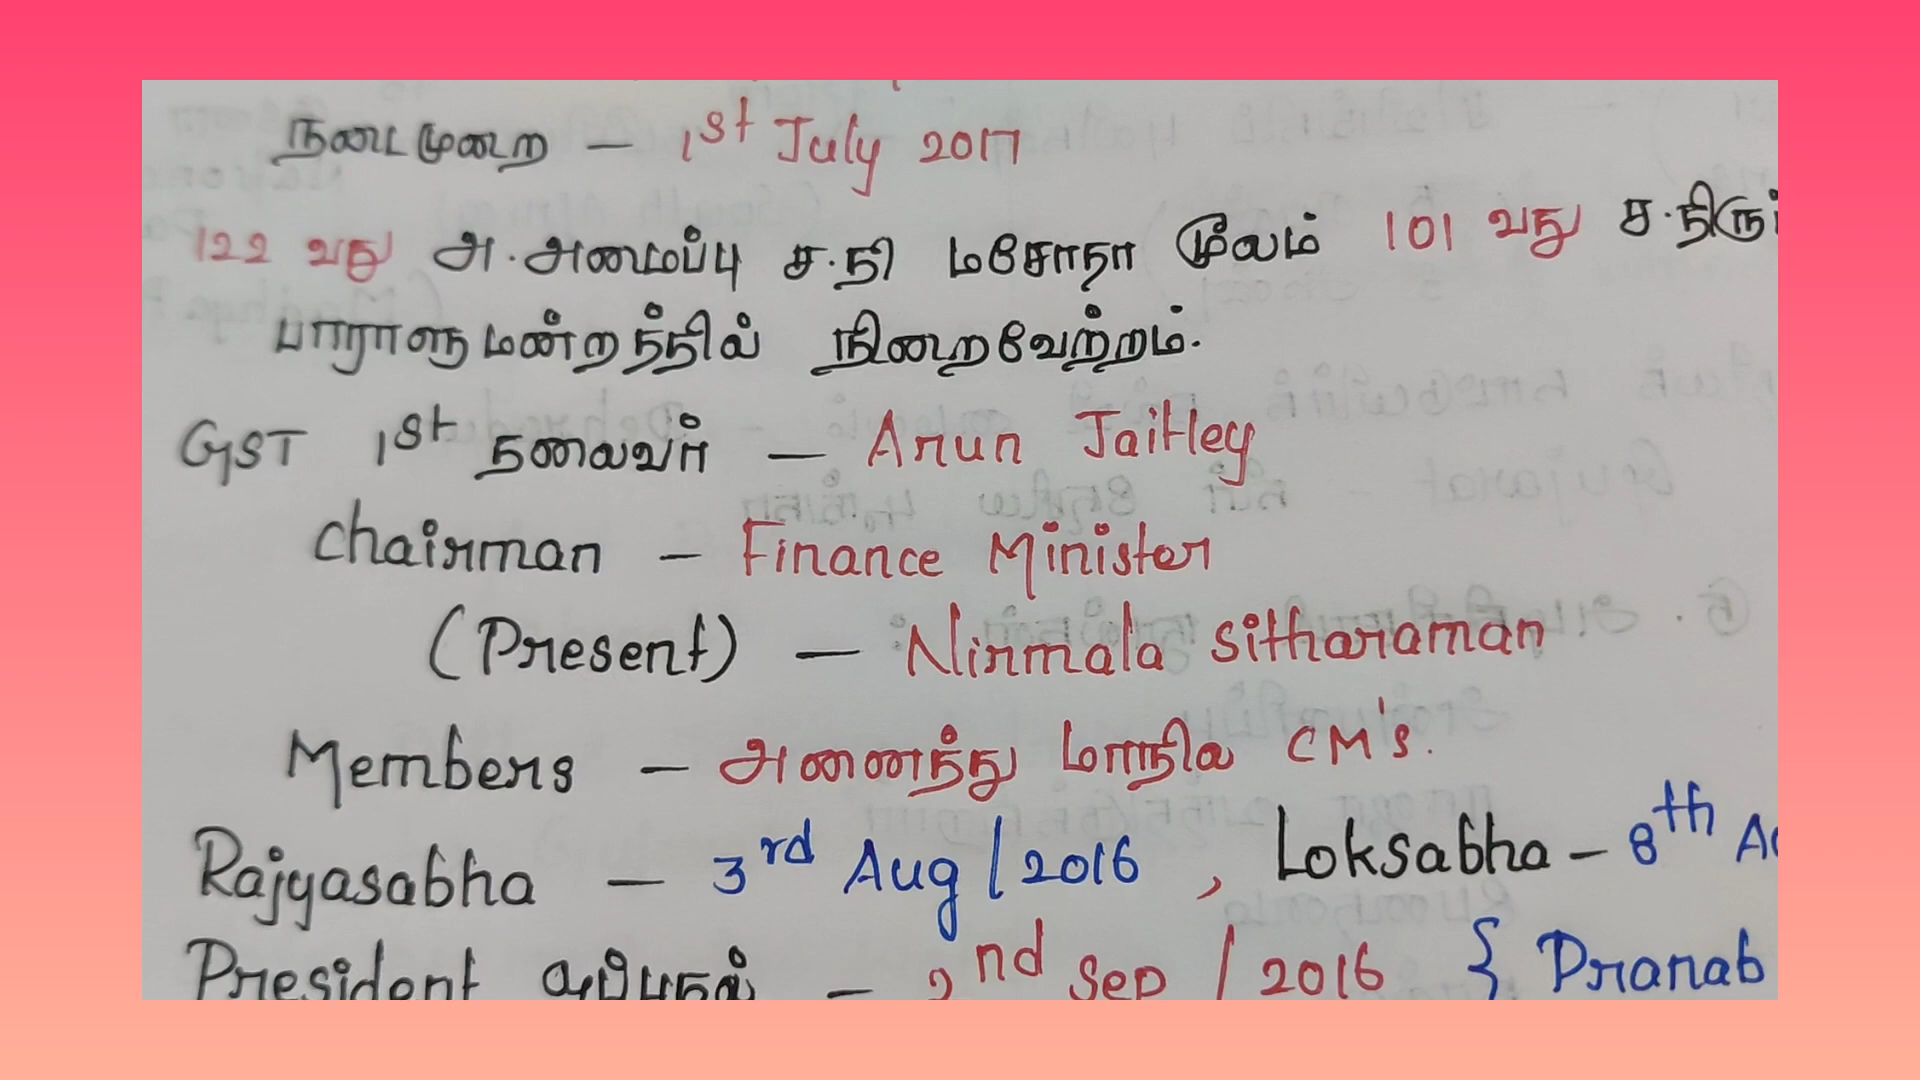 நடைமுறை – 1st July 2017
122 வது அ.அமைப்பு ச.தி மசோதா மூலம் 101 வது ச.திரு
பாராளுமன்றத்தில் நிறைவேற்றம்.
GST 1st தலைவர் – Arun Jaitley
Chairman – Finance Minister
(Present) – Nirmala Sitharaman
Members – அனைத்து மாநில CM's.
Rajyasabha – 3rd Aug / 2016 , Loksabha – 8th
President ஒப்புதல் – 2nd Sep / 2016 { Pranab